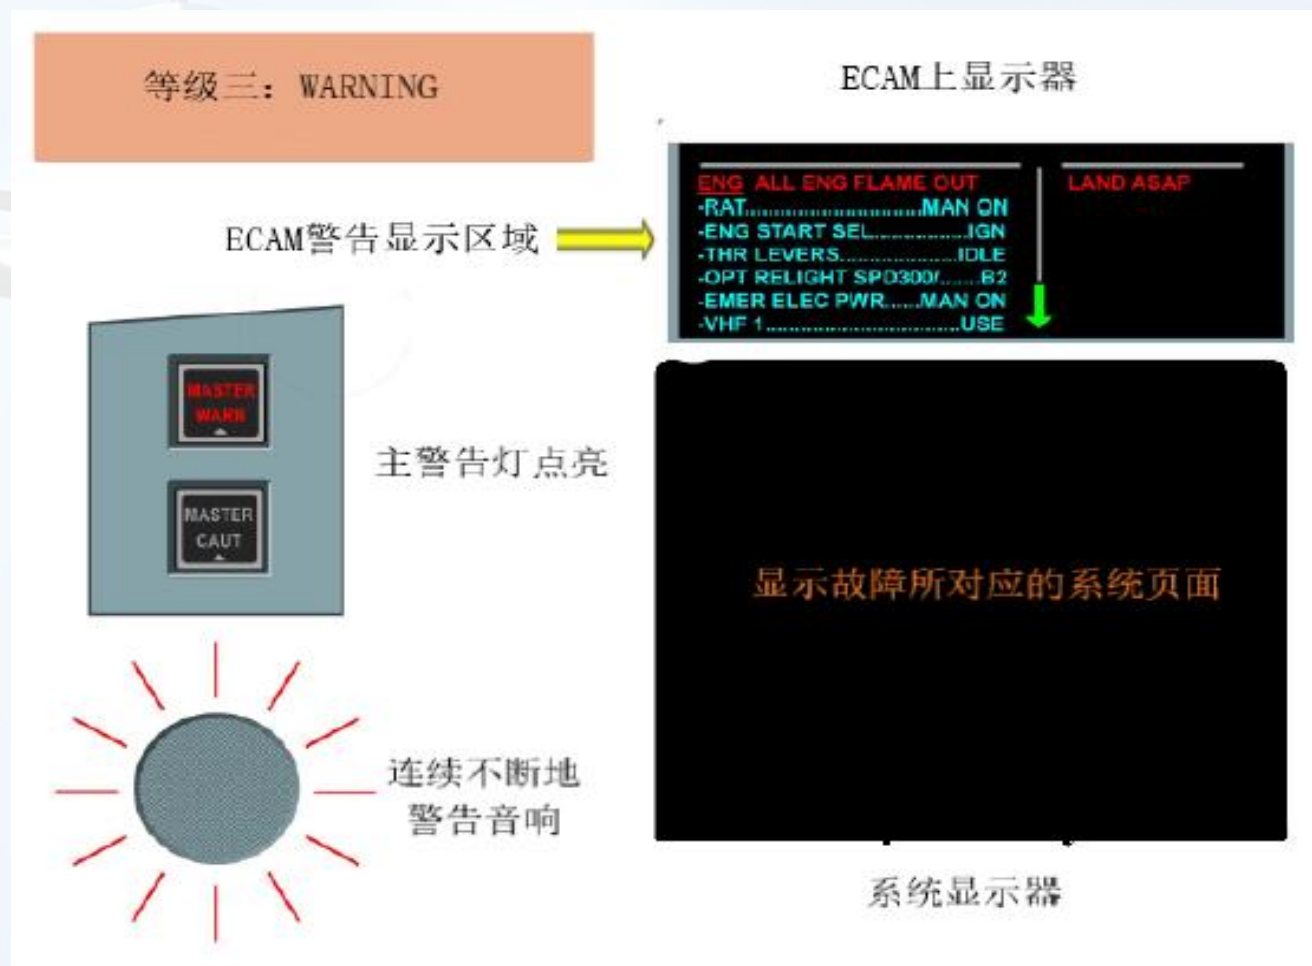 等级三：WARNING
ECAM上显示器
ENG ALL ENG FLAME OUT
-RAT................................MAN ON
-ENG START SEL.................IGN
-THR LEVERS......................IDLE
-OPT RELIGHT SPD300/.......B2
-EMER ELEC PWR......MAN ON
-VHF 1....................................USE
LAND ASAP
ECAM警告显示区域
MASTER
WARN
MASTER
CAUT
主警告灯点亮
显示故障所对应的系统页面
连续不断地
警告音响
系统显示器